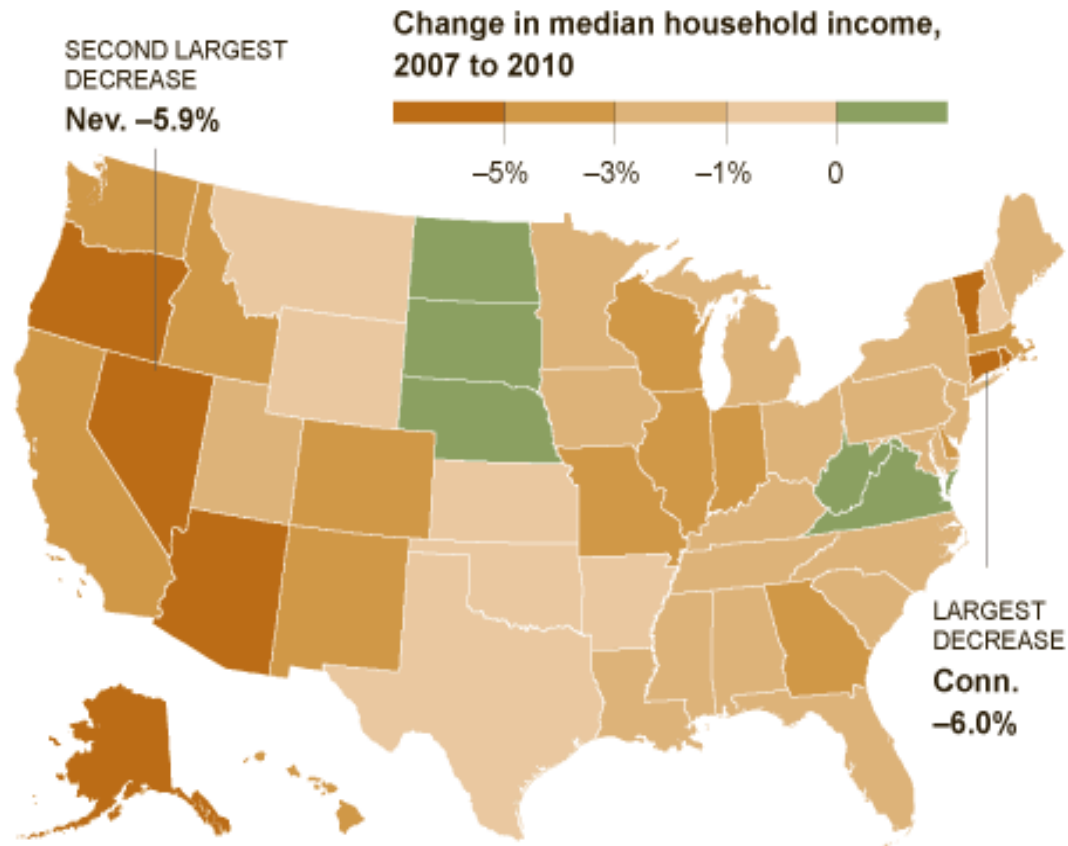 SECOND LARGEST
DECREASE
Nev. –5.9%
Change in median household income,
2007 to 2010
–5%
–3%
–1%
0
LARGEST
DECREASE
Conn.
–6.0%